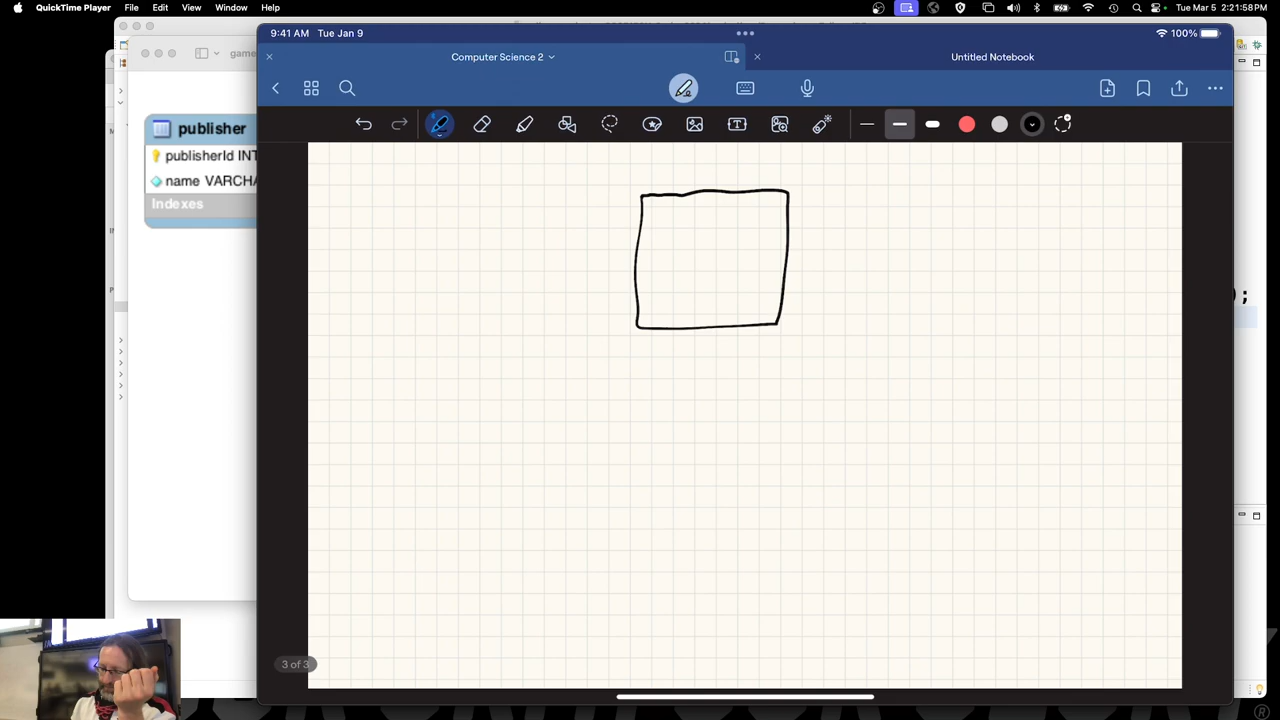 QuickTime Player File Edit View Window Help
Tue Mar 5 2:21:58 PM
9:41 AM Tue Jan 9
100%
game
Computer Science 2
Untitled Notebook
publisher
publisherId INT
name VARCHA
Indexes
);
3 of 3